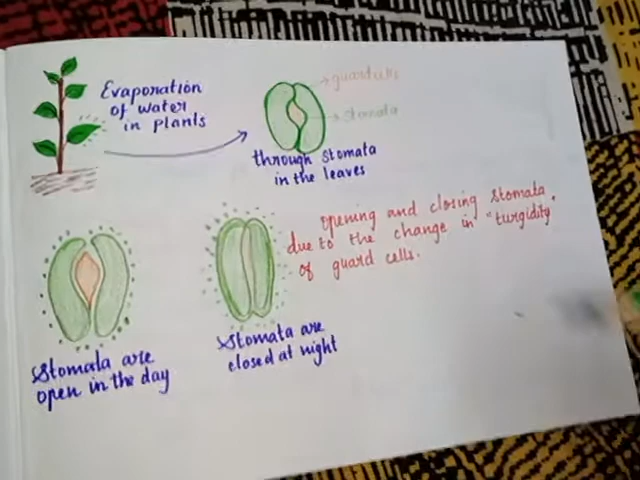 Evaporation
of water
in plants
guard cells
stomata
through stomata
in the leaves
opening and closing stomata.
due to the change in "turgidity
of guard cells.
Stomata are
open in the day
Stomata are
closed at night